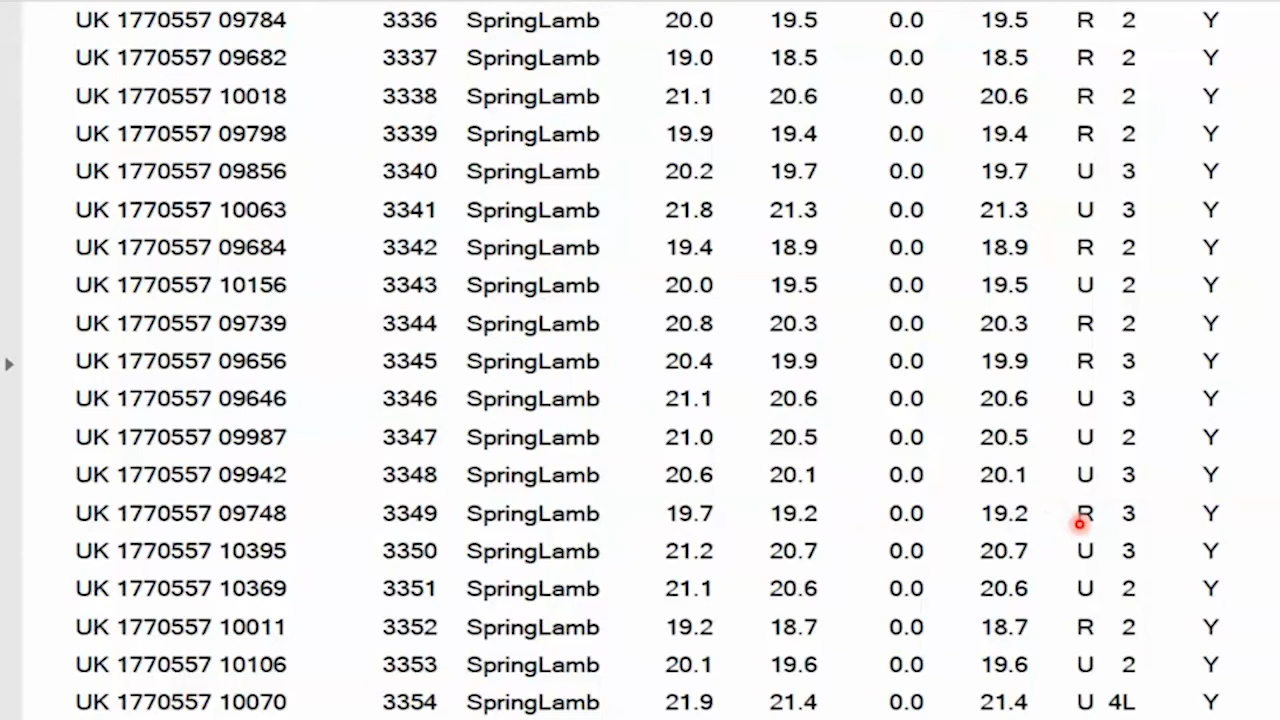 UK 1770557 09784 3336 SpringLamb 20.0 19.5 0.0 19.5 R 2 Y
UK 1770557 09682 3337 SpringLamb 19.0 18.5 0.0 18.5 R 2 Y
UK 1770557 10018 3338 SpringLamb 21.1 20.6 0.0 20.6 R 2 Y
UK 1770557 09798 3339 SpringLamb 19.9 19.4 0.0 19.4 R 2 Y
UK 1770557 09856 3340 SpringLamb 20.2 19.7 0.0 19.7 U 3 Y
UK 1770557 10063 3341 SpringLamb 21.8 21.3 0.0 21.3 U 3 Y
UK 1770557 09684 3342 SpringLamb 19.4 18.9 0.0 18.9 R 2 Y
UK 1770557 10156 3343 SpringLamb 20.0 19.5 0.0 19.5 U 2 Y
UK 1770557 09739 3344 SpringLamb 20.8 20.3 0.0 20.3 R 2 Y
UK 1770557 09656 3345 SpringLamb 20.4 19.9 0.0 19.9 R 3 Y
UK 1770557 09646 3346 SpringLamb 21.1 20.6 0.0 20.6 U 3 Y
UK 1770557 09987 3347 SpringLamb 21.0 20.5 0.0 20.5 U 2 Y
UK 1770557 09942 3348 SpringLamb 20.6 20.1 0.0 20.1 U 3 Y
UK 1770557 09748 3349 SpringLamb 19.7 19.2 0.0 19.2 R 3 Y
UK 1770557 10395 3350 SpringLamb 21.2 20.7 0.0 20.7 U 3 Y
UK 1770557 10369 3351 SpringLamb 21.1 20.6 0.0 20.6 U 2 Y
UK 1770557 10011 3352 SpringLamb 19.2 18.7 0.0 18.7 R 2 Y
UK 1770557 10106 3353 SpringLamb 20.1 19.6 0.0 19.6 U 2 Y
UK 1770557 10070 3354 SpringLamb 21.9 21.4 0.0 21.4 U 4L Y